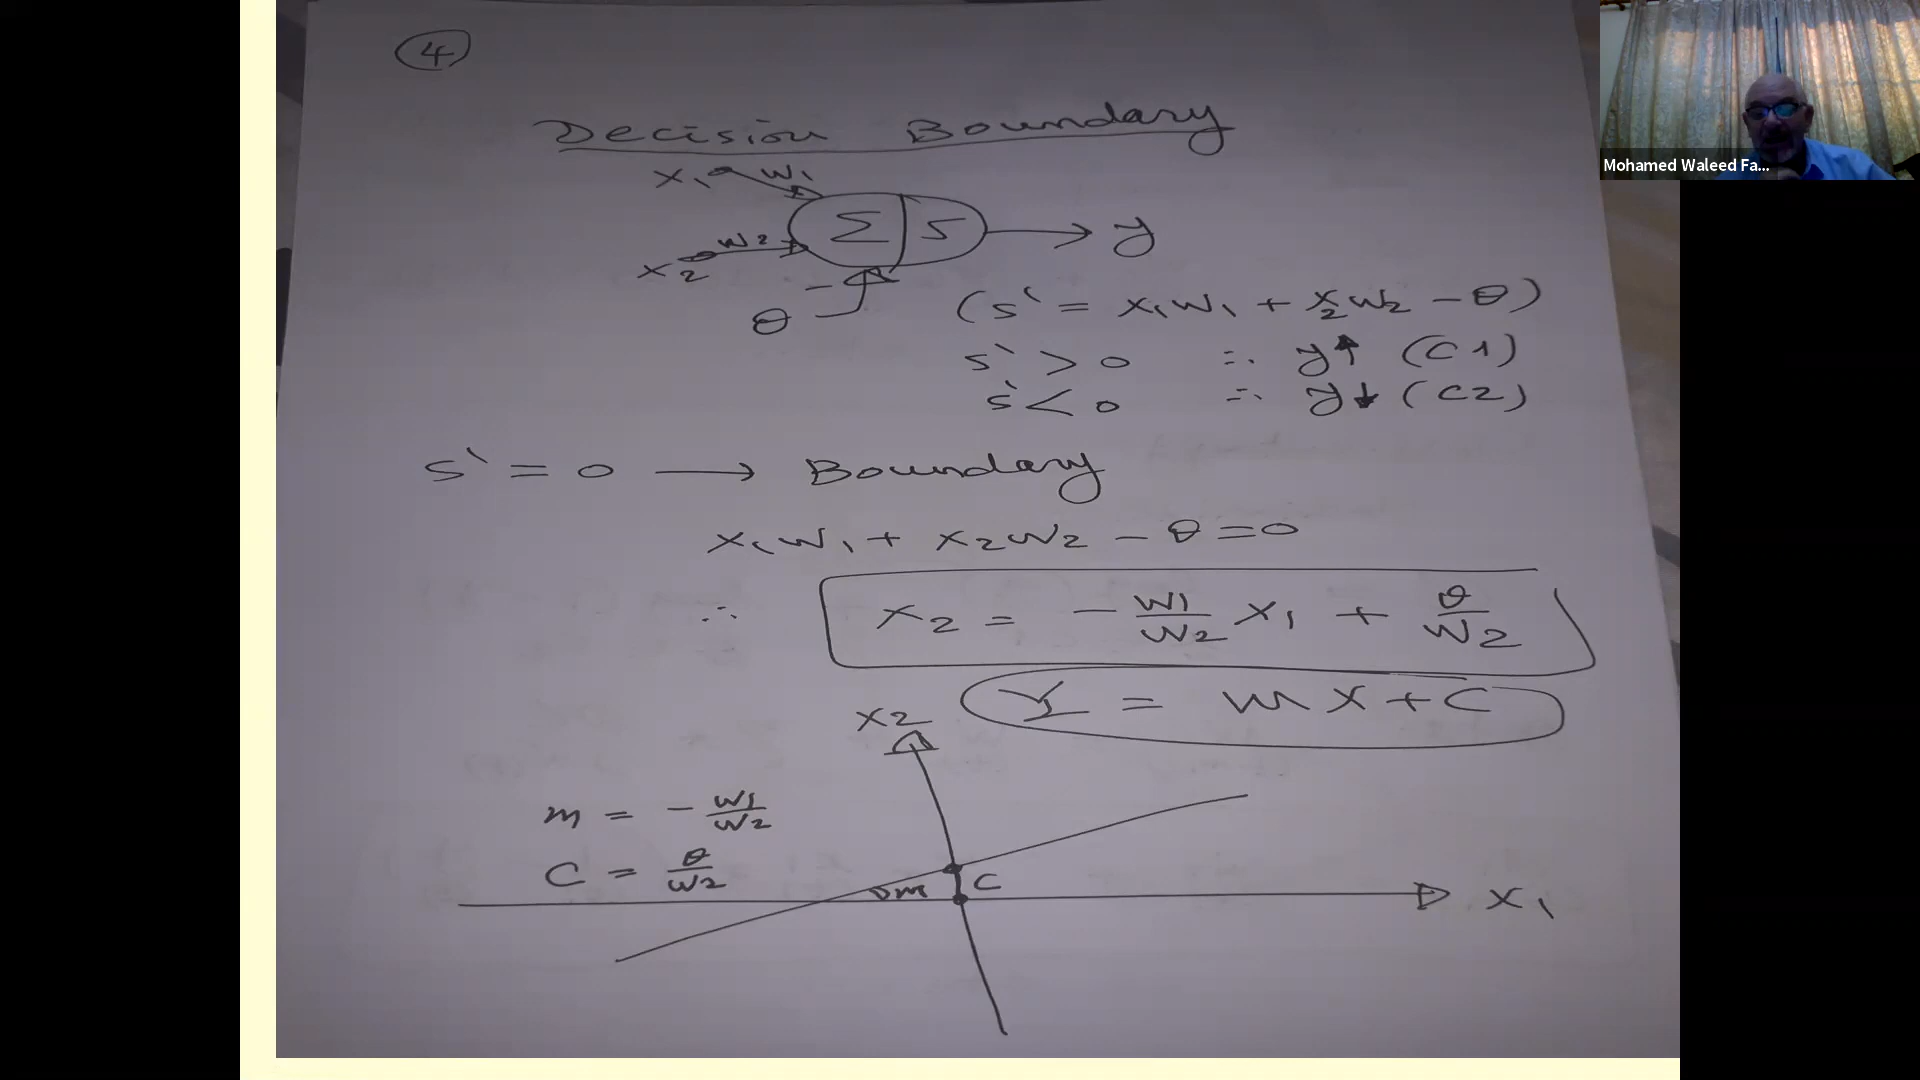 4
Decision Boundary
x1 w1
x2 w2
Σ S y
- θ
(s' = x1w1 + x2w2 - θ)
s' > 0 ∴ y↑ (C1)
s' < 0 ∴ y↓ (C2)
s' = 0 → Boundary
x1w1 + x2w2 - θ = 0
∴ x2 = - w1/w2 x1 + θ/w2
Y = m X + C
x2
m = - w1/w2
C = θ/w2
m C
x1
Mohamed Waleed Fa...